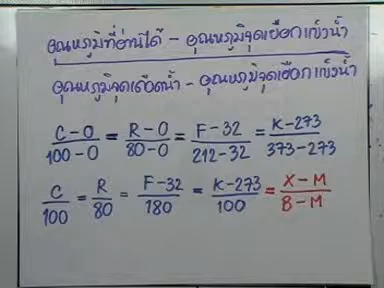 อุณหภูมิที่อ่านได้ - อุณหภูมิจุดเยือกแข็งน้ำ
อุณหภูมิจุดเดือดน้ำ - อุณหภูมิจุดเยือกแข็งน้ำ
C-0 = R-0 = F-32 = K-273
100-0 80-0 212-32 373-273
C = R = F-32 = K-273 = X-M
100 80 180 100 B-M